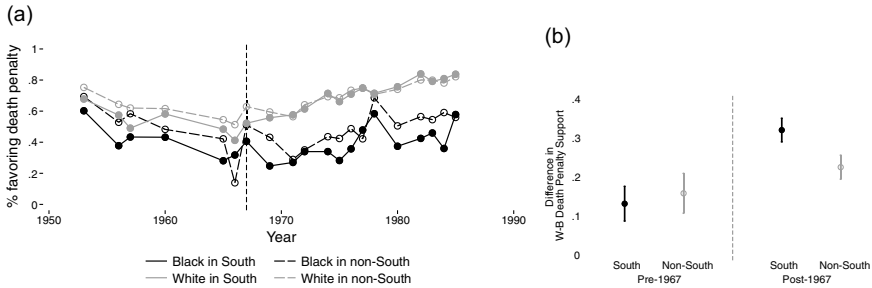 (a)
% favoring death penalty
1
.8
.6
.4
.2
0
1950 1960 1970 1980 1990
Year
Black in South Black in non-South
White in South White in non-South
(b)
Difference in
W-B Death Penalty Support
.4
.3
.2
.1
0
South Non-South South Non-South
Pre-1967 Post-1967